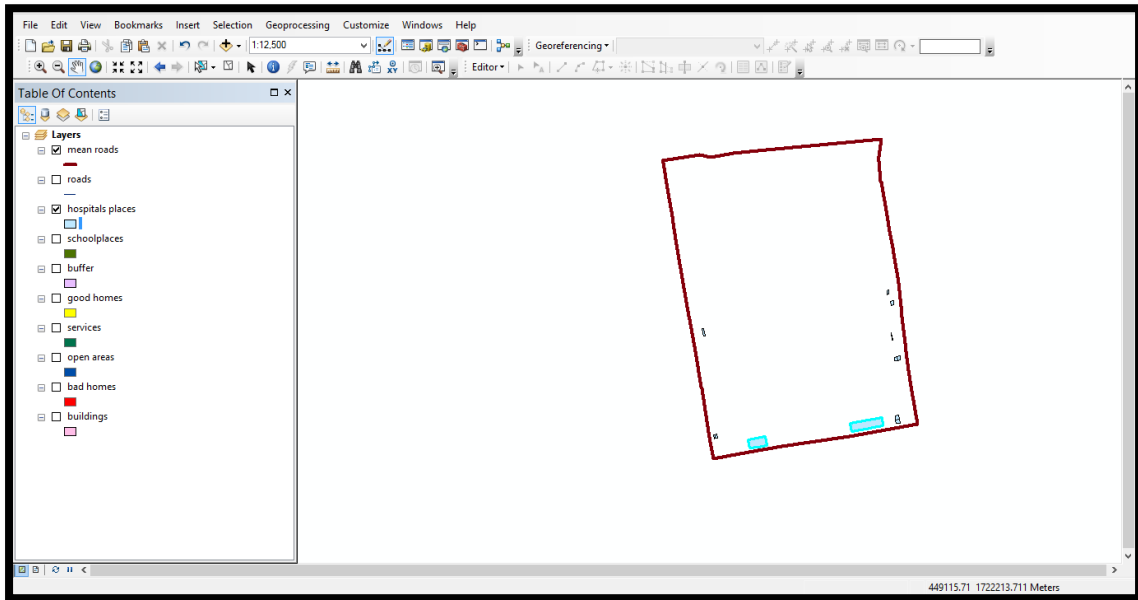 File Edit View Bookmarks Insert Selection Geoprocessing Customize Windows Help
1:12,500 Georeferencing
Editor
Table Of Contents
Layers
mean roads
roads
hospitals places
schoolplaces
buffer
good homes
services
open areas
bad homes
buildings
449115.71 1722213.711 Meters